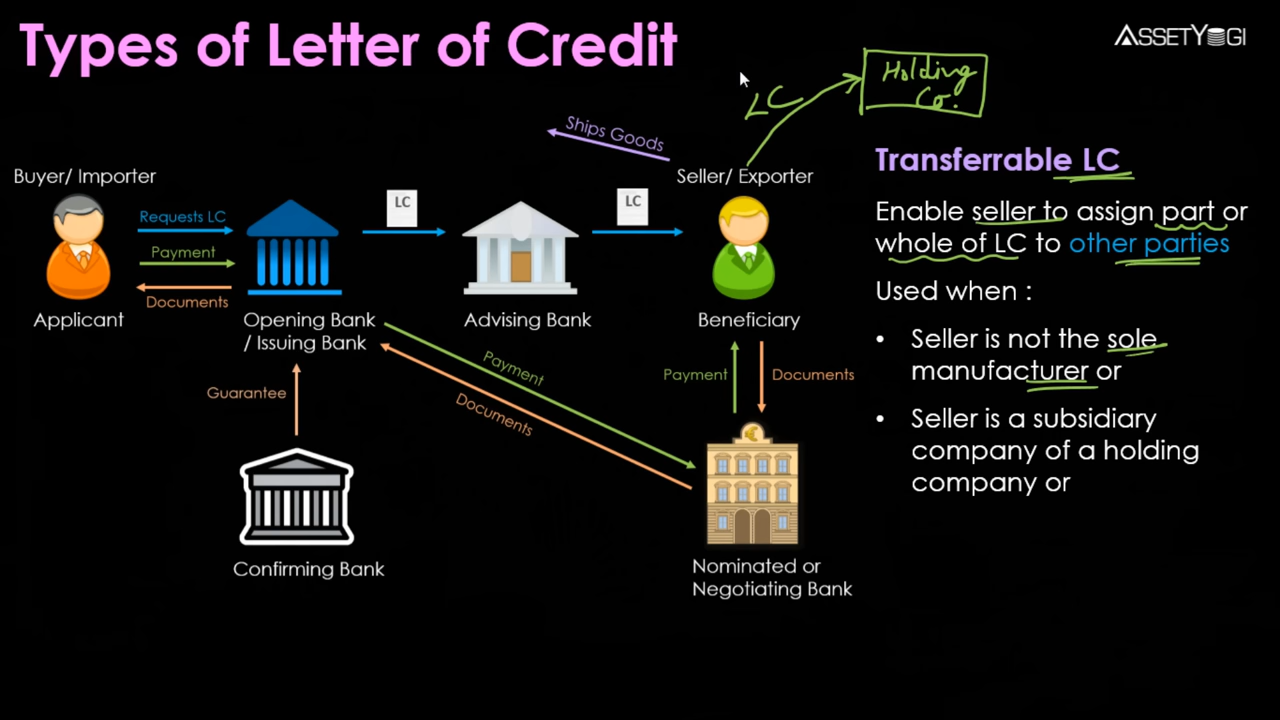 Types of Letter of Credit
ASSETYOGI
Holding
Co.
LC
Ships Goods
Buyer/ Importer
Seller/ Exporter
Requests LC
Payment
Documents
LC
LC
Applicant
Opening Bank
/ Issuing Bank
Advising Bank
Beneficiary
Guarantee
Payment
Documents
Payment
Documents
Confirming Bank
Nominated or
Negotiating Bank
Transferrable LC
Enable seller to assign part or
whole of LC to other parties
Used when :
• Seller is not the sole
manufacturer or
• Seller is a subsidiary
company of a holding
company or